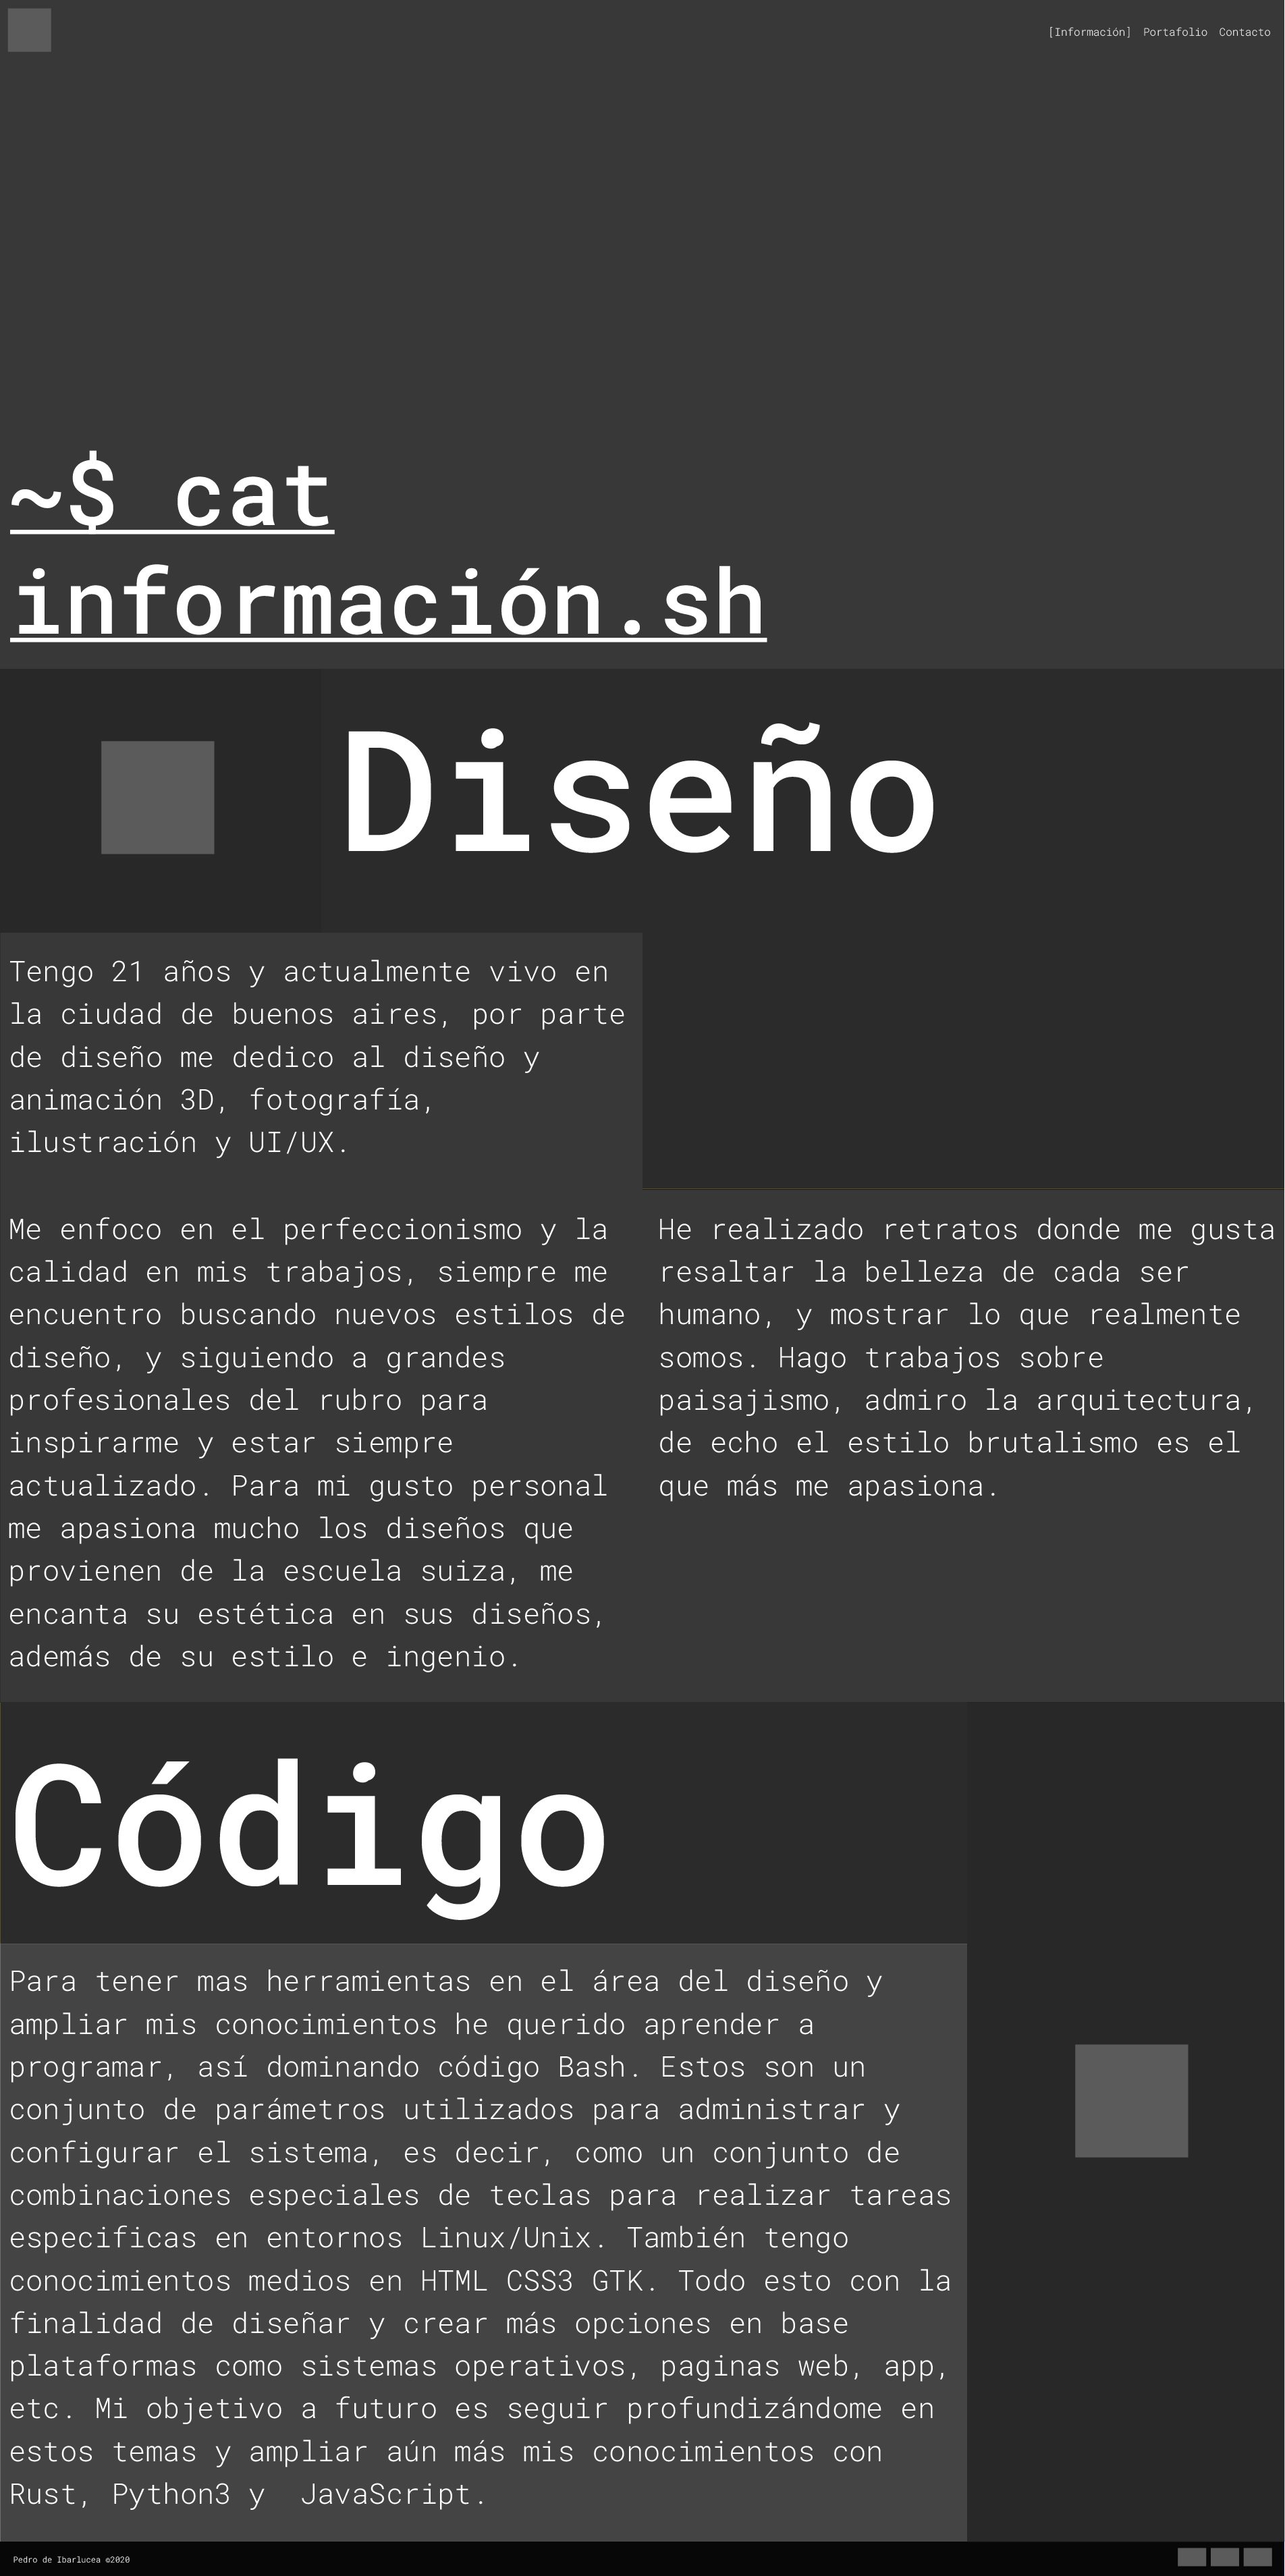 [Información] Portafolio Contacto
~$ cat
información.sh
Diseño
Tengo 21 años y actualmente vivo en
la ciudad de buenos aires, por parte
de diseño me dedico al diseño y
animación 3D, fotografía,
ilustración y UI/UX.
Me enfoco en el perfeccionismo y la
calidad en mis trabajos, siempre me
encuentro buscando nuevos estilos de
diseño, y siguiendo a grandes
profesionales del rubro para
inspirarme y estar siempre
actualizado. Para mi gusto personal
me apasiona mucho los diseños que
provienen de la escuela suiza, me
encanta su estética en sus diseños,
además de su estilo e ingenio.
He realizado retratos donde me gusta
resaltar la belleza de cada ser
humano, y mostrar lo que realmente
somos. Hago trabajos sobre
paisajismo, admiro la arquitectura,
de echo el estilo brutalismo es el
que más me apasiona.
Código
Para tener mas herramientas en el área del diseño y
ampliar mis conocimientos he querido aprender a
programar, así dominando código Bash. Estos son un
conjunto de parámetros utilizados para administrar y
configurar el sistema, es decir, como un conjunto de
combinaciones especiales de teclas para realizar tareas
especificas en entornos Linux/Unix. También tengo
conocimientos medios en HTML CSS3 GTK. Todo esto con la
finalidad de diseñar y crear más opciones en base
plataformas como sistemas operativos, paginas web, app,
etc. Mi objetivo a futuro es seguir profundizándome en
estos temas y ampliar aún más mis conocimientos con
Rust, Python3 y  JavaScript.
Pedro de Ibarlucea ©2020